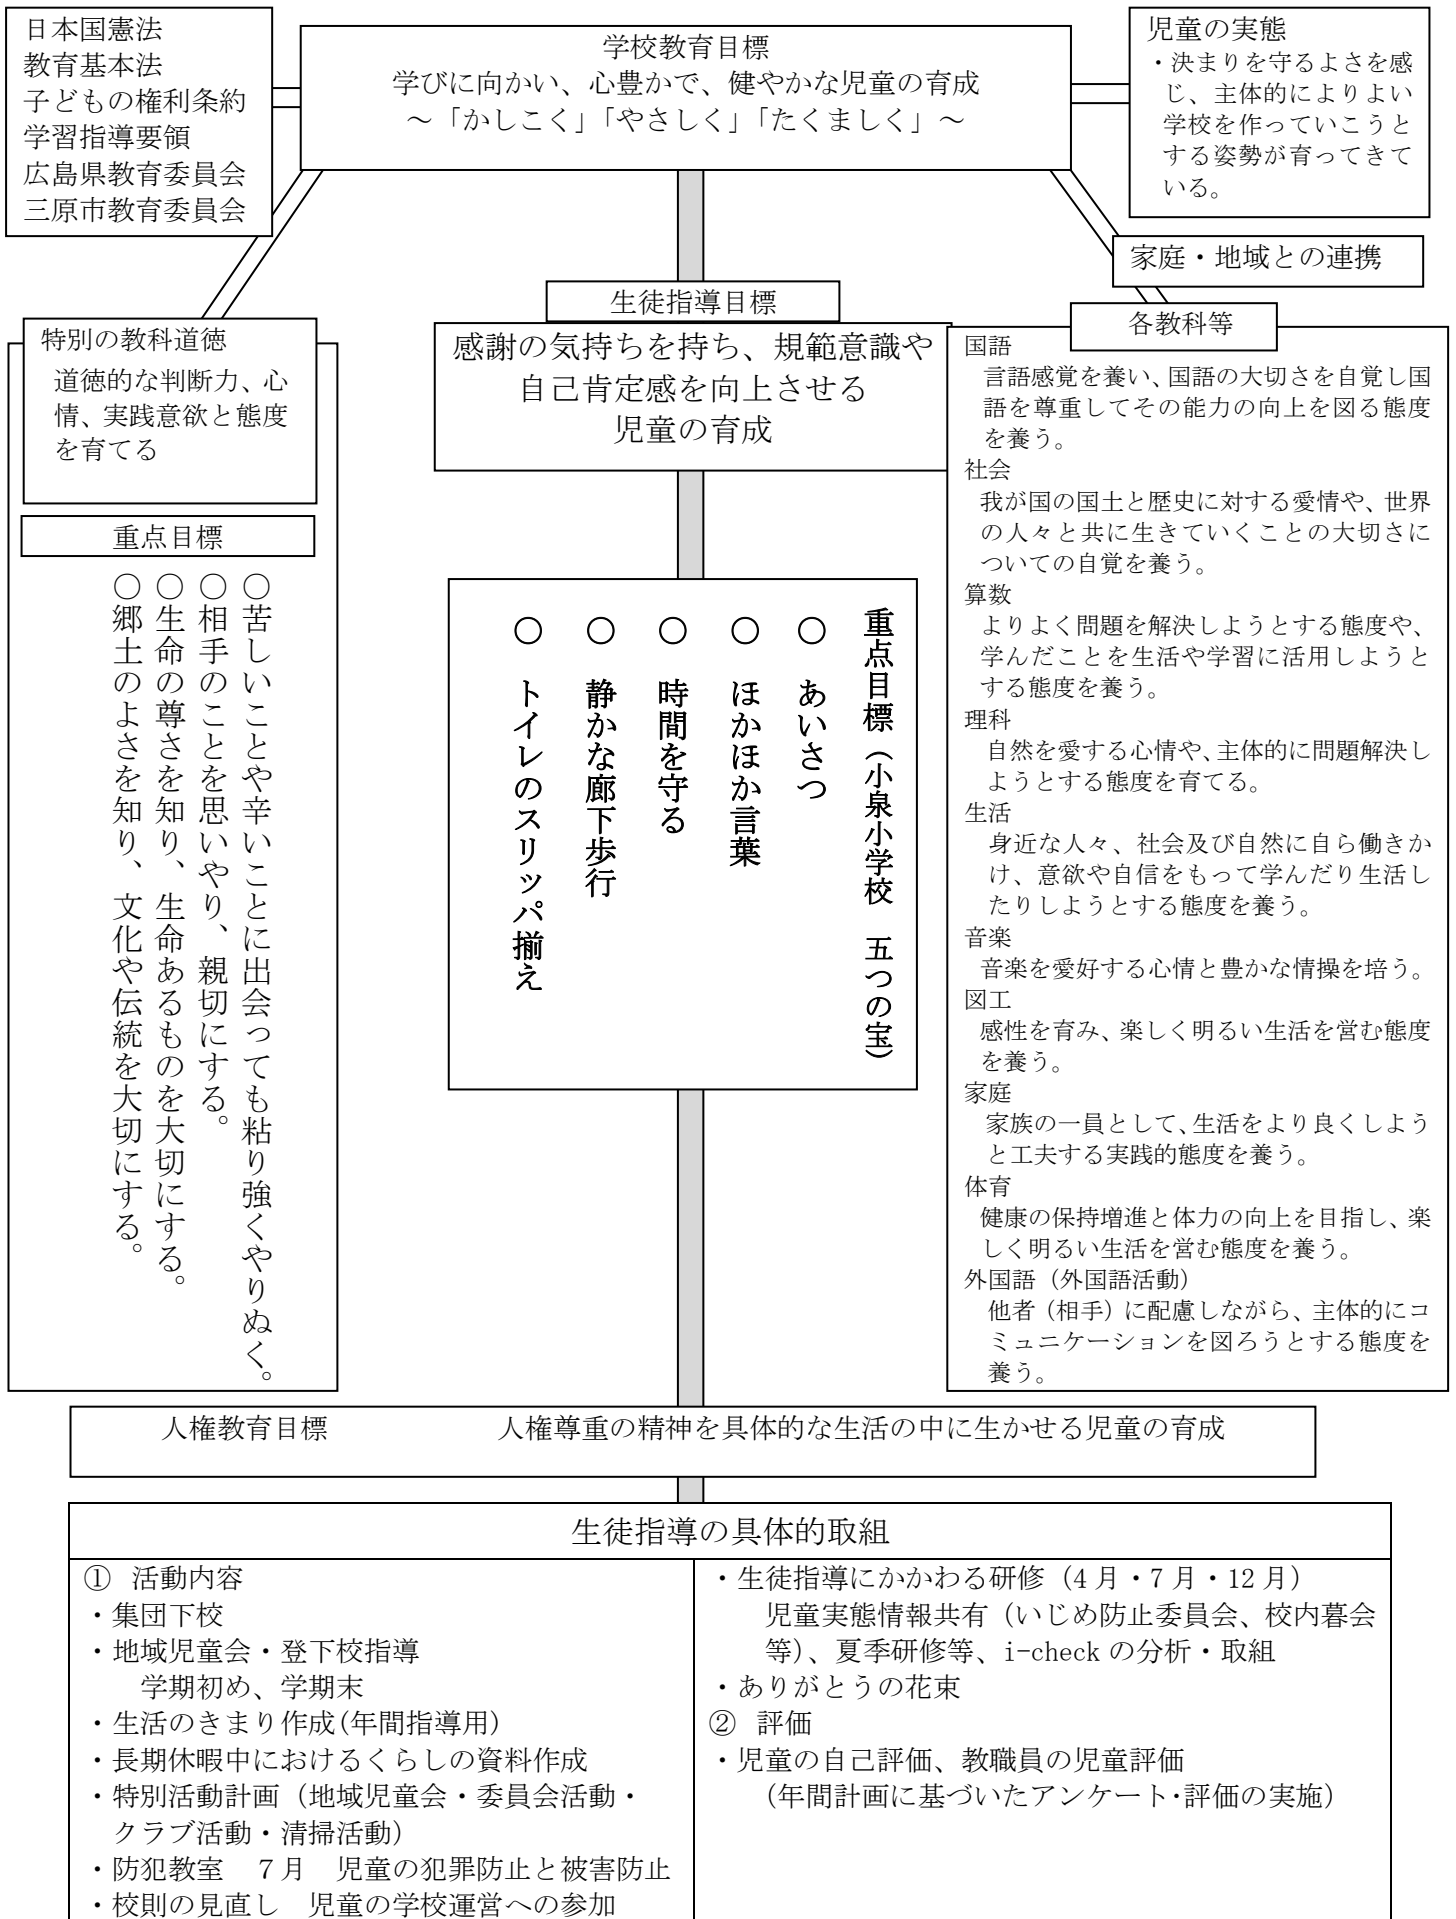 日本国憲法
教育基本法
子どもの権利条約
学習指導要領
広島県教育委員会
三原市教育委員会
学校教育目標
学びに向かい、心豊かで、健やかな児童の育成
～「かしこく」「やさしく」「たくましく」～
児童の実態
・決まりを守るよさを感
じ、主体的によりよい
学校を作っていこうと
する姿勢が育ってきて
いる。
家庭・地域との連携
特別の教科道徳
道徳的な判断力、心
情、実践意欲と態度
を育てる
重点目標
○苦しいことや辛いことに出会っても粘り強くやりぬく。
○相手のことを思いやり、親切にする。
○生命の尊さを知り、生命あるものを大切にする。
○郷土のよさを知り、文化や伝統を大切にする。
生徒指導目標
感謝の気持ちを持ち、規範意識や
自己肯定感を向上させる
児童の育成
重点目標（小泉小学校　五つの宝）
○　あいさつ
○　ほかほか言葉
○　時間を守る
○　静かな廊下歩行
○　トイレのスリッパ揃え
各教科等
国語
言語感覚を養い、国語の大切さを自覚し国
語を尊重してその能力の向上を図る態度
を養う。
社会
我が国の国土と歴史に対する愛情や、世界
の人々と共に生きていくことの大切さに
ついての自覚を養う。
算数
よりよく問題を解決しようとする態度や、
学んだことを生活や学習に活用しようと
する態度を養う。
理科
自然を愛する心情や、主体的に問題解決し
ようとする態度を育てる。
生活
身近な人々、社会及び自然に自ら働きか
け、意欲や自信をもって学んだり生活し
たりしようとする態度を養う。
音楽
音楽を愛好する心情と豊かな情操を培う。
図工
感性を育み、楽しく明るい生活を営む態度
を養う。
家庭
家族の一員として、生活をより良くしよう
と工夫する実践的態度を養う。
体育
健康の保持増進と体力の向上を目指し、楽
しく明るい生活を営む態度を養う。
外国語（外国語活動）
他者（相手）に配慮しながら、主体的にコ
ミュニケーションを図ろうとする態度を
養う。
人権教育目標　　　人権尊重の精神を具体的な生活の中に生かせる児童の育成
生徒指導の具体的取組
① 活動内容
・集団下校
・地域児童会・登下校指導
学期初め、学期末
・生活のきまり作成(年間指導用)
・長期休暇中におけるくらしの資料作成
・特別活動計画（地域児童会・委員会活動・
クラブ活動・清掃活動）
・防犯教室　７月　児童の犯罪防止と被害防止
・校則の見直し　児童の学校運営への参加
・生徒指導にかかわる研修（4月・7月・12月）
児童実態情報共有（いじめ防止委員会、校内暮会
等）、夏季研修等、i-checkの分析・取組
・ありがとうの花束
② 評価
・児童の自己評価、教職員の児童評価
（年間計画に基づいたアンケート・評価の実施）